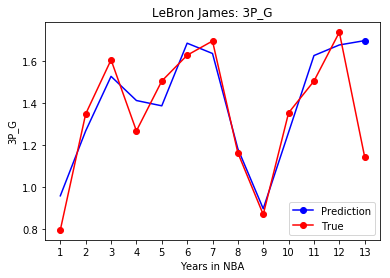 LeBron James: 3P_G
3P_G
1.6
1.4
1.2
1.0
0.8
1 2 3 4 5 6 7 8 9 10 11 12 13
Years in NBA
Prediction
True